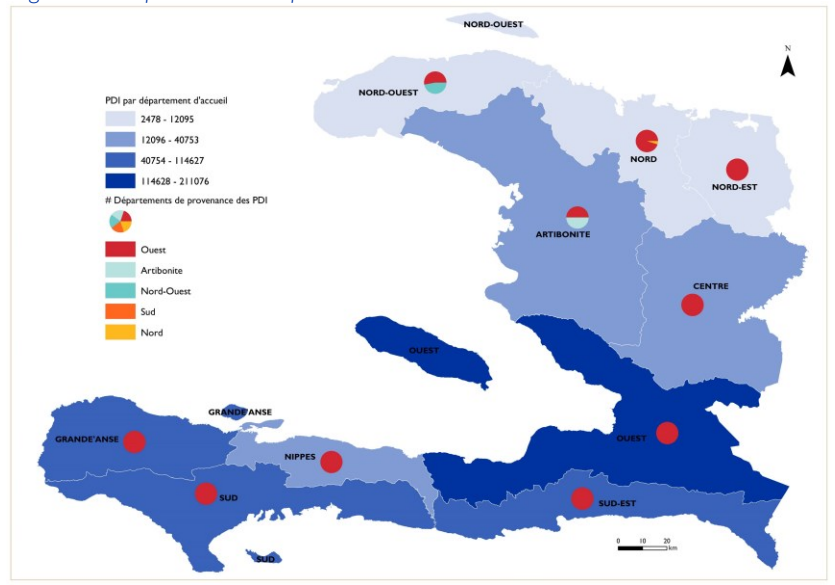 NORD-OUEST
N
NORD-OUEST
PDI par département d'accueil
2478 - 12095
12096 - 40753
40754 - 114627
114628 - 211076
# Départements de provenance des PDI
Ouest
Artibonite
Nord-Ouest
Sud
Nord
NORD
NORD-EST
ARTIBONITE
CENTRE
OUEST
GRANDE'ANSE
GRANDE'ANSE
NIPPES
OUEST
SUD
SUD-EST
SUD
0 10 20
km